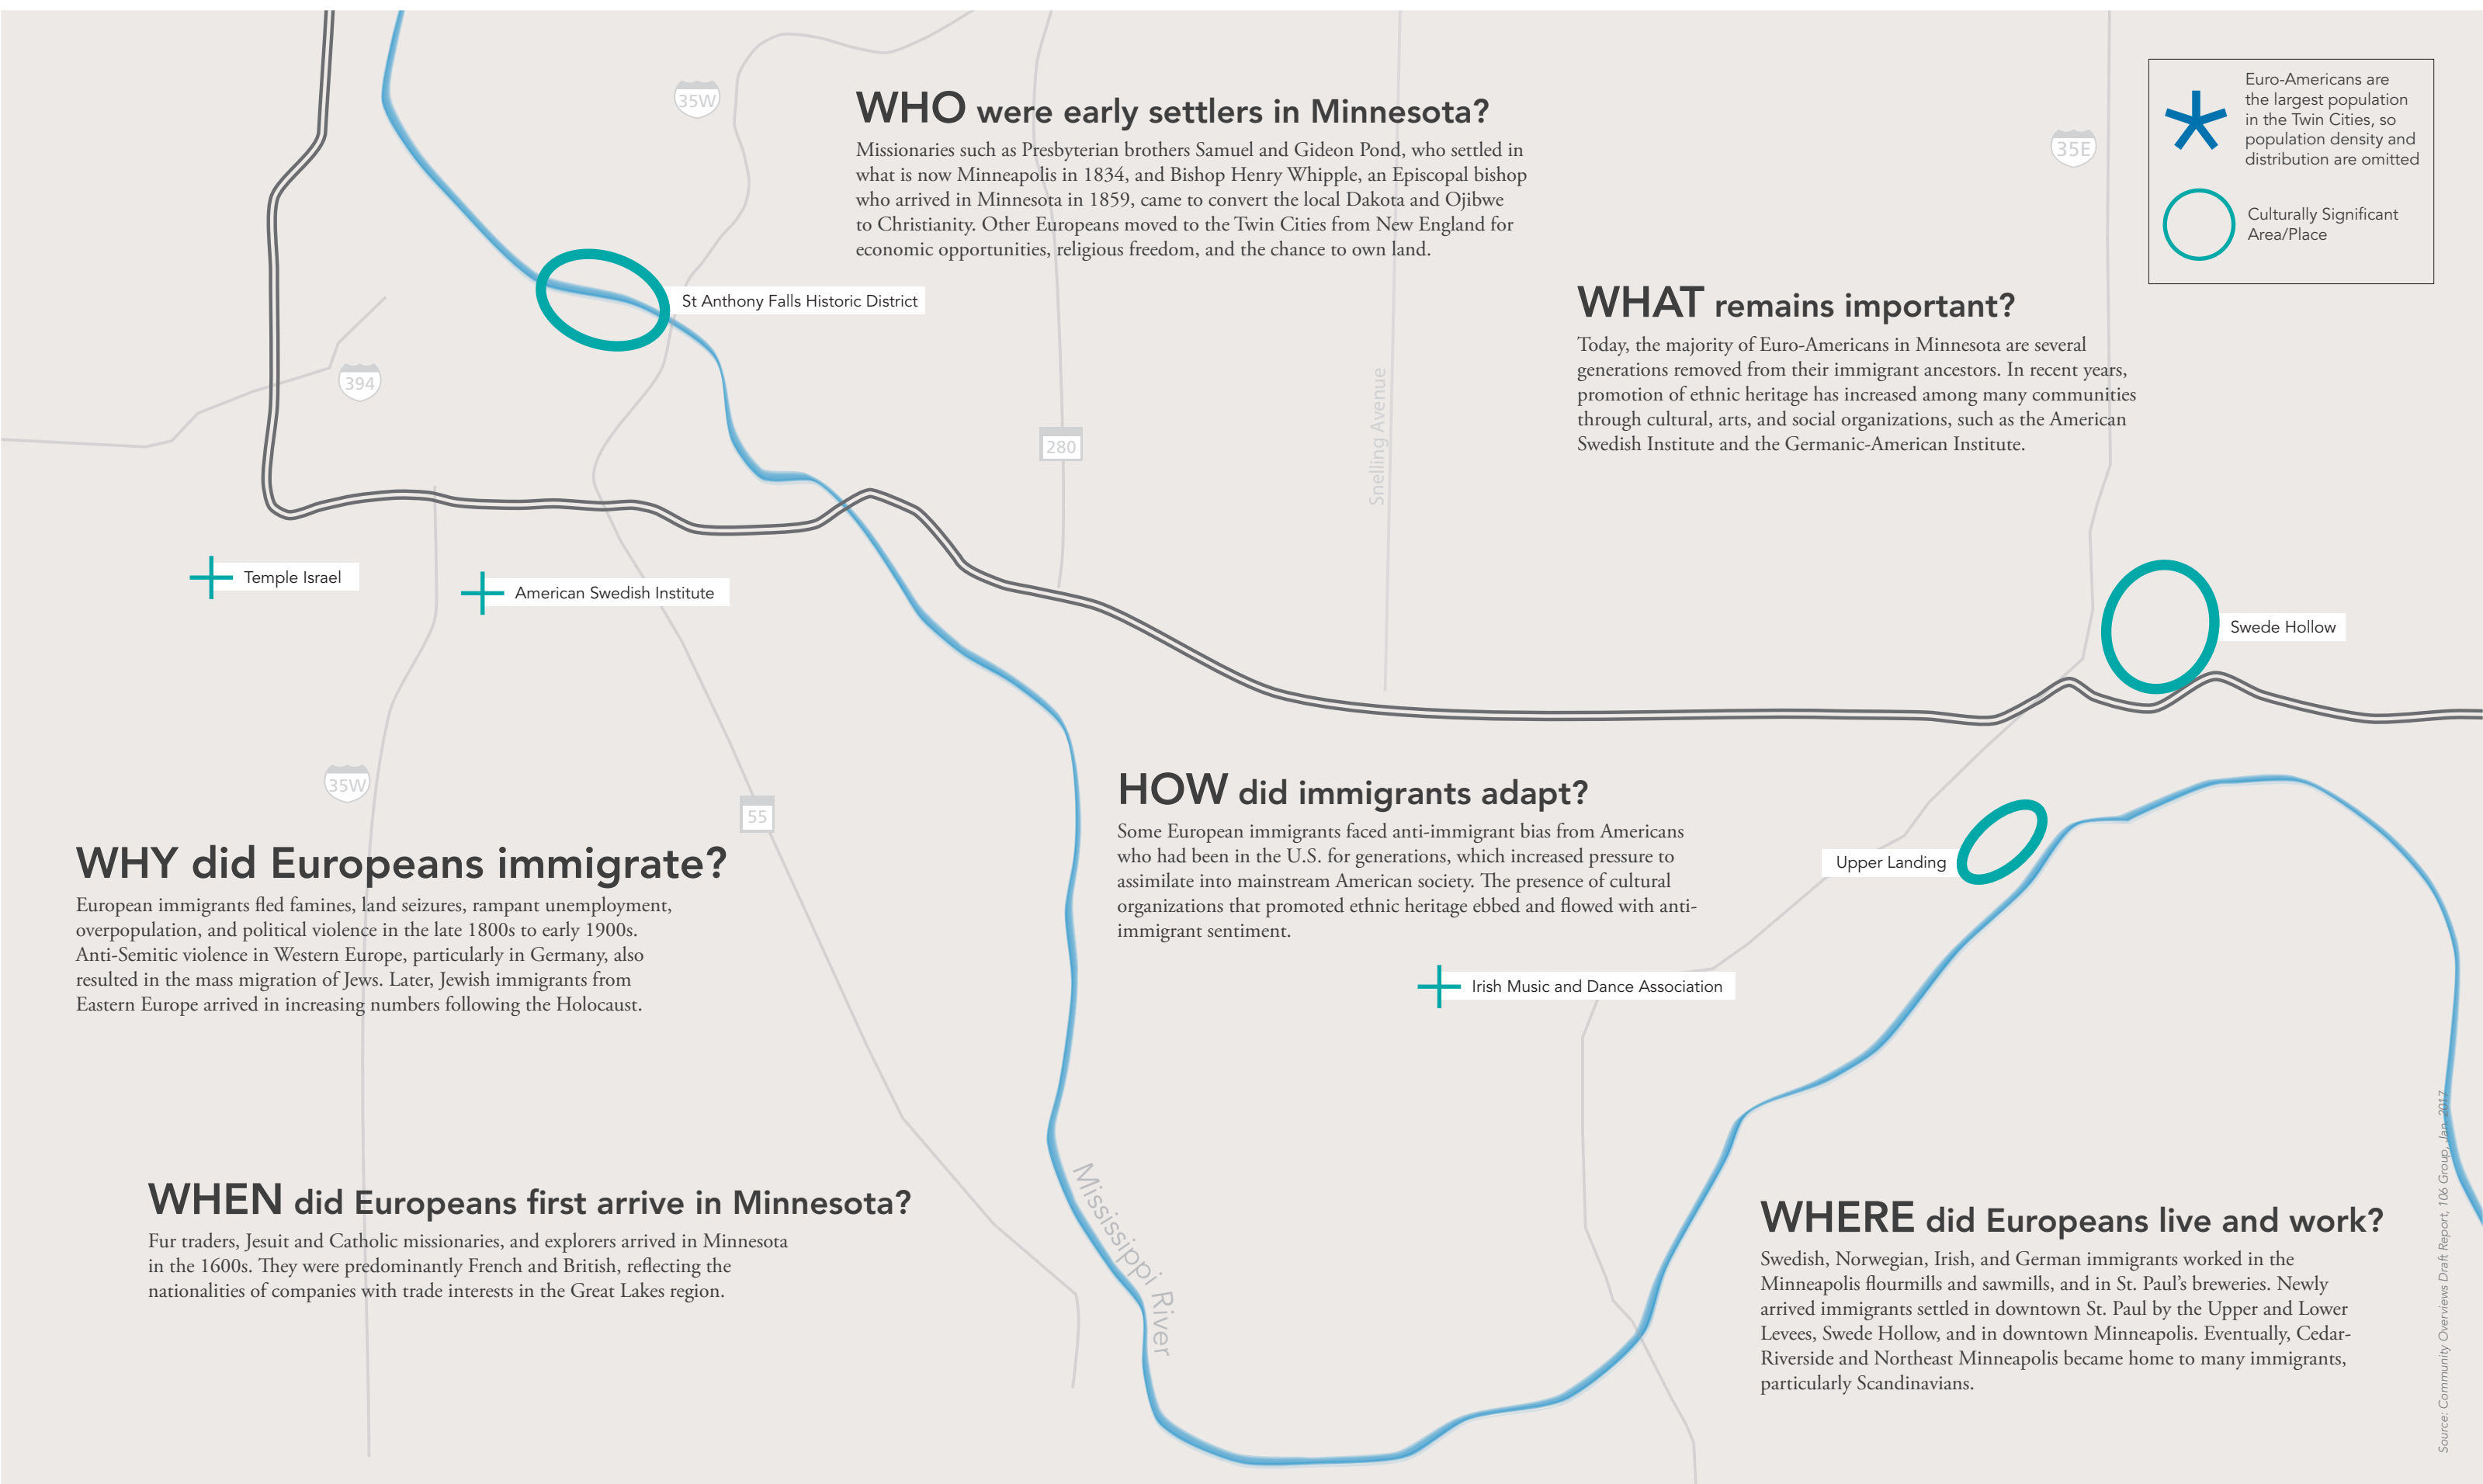 35W
WHO were early settlers in Minnesota?
Missionaries such as Presbyterian brothers Samuel and Gideon Pond, who settled in
what is now Minneapolis in 1834, and Bishop Henry Whipple, an Episcopal bishop
who arrived in Minnesota in 1859, came to convert the local Dakota and Ojibwe
to Christianity. Other Europeans moved to the Twin Cities from New England for
economic opportunities, religious freedom, and the chance to own land.
35E
Euro-Americans are
the largest population
in the Twin Cities, so
population density and
distribution are omitted
Culturally Significant
Area/Place
St Anthony Falls Historic District
WHAT remains important?
Today, the majority of Euro-Americans in Minnesota are several
generations removed from their immigrant ancestors. In recent years,
promotion of ethnic heritage has increased among many communities
through cultural, arts, and social organizations, such as the American
Swedish Institute and the Germanic-American Institute.
394
280
Snelling Avenue
Temple Israel
American Swedish Institute
Swede Hollow
35W
55
HOW did immigrants adapt?
Some European immigrants faced anti-immigrant bias from Americans
who had been in the U.S. for generations, which increased pressure to
assimilate into mainstream American society. The presence of cultural
organizations that promoted ethnic heritage ebbed and flowed with anti-
immigrant sentiment.
Upper Landing
WHY did Europeans immigrate?
European immigrants fled famines, land seizures, rampant unemployment,
overpopulation, and political violence in the late 1800s to early 1900s.
Anti-Semitic violence in Western Europe, particularly in Germany, also
resulted in the mass migration of Jews. Later, Jewish immigrants from
Eastern Europe arrived in increasing numbers following the Holocaust.
Irish Music and Dance Association
WHEN did Europeans first arrive in Minnesota?
Fur traders, Jesuit and Catholic missionaries, and explorers arrived in Minnesota
in the 1600s. They were predominantly French and British, reflecting the
nationalities of companies with trade interests in the Great Lakes region.
Mississippi River
WHERE did Europeans live and work?
Swedish, Norwegian, Irish, and German immigrants worked in the
Minneapolis flourmills and sawmills, and in St. Paul’s breweries. Newly
arrived immigrants settled in downtown St. Paul by the Upper and Lower
Levees, Swede Hollow, and in downtown Minneapolis. Eventually, Cedar-
Riverside and Northeast Minneapolis became home to many immigrants,
particularly Scandinavians.
Source: Community Overviews Draft Report, 106 Group, Jan. 2017